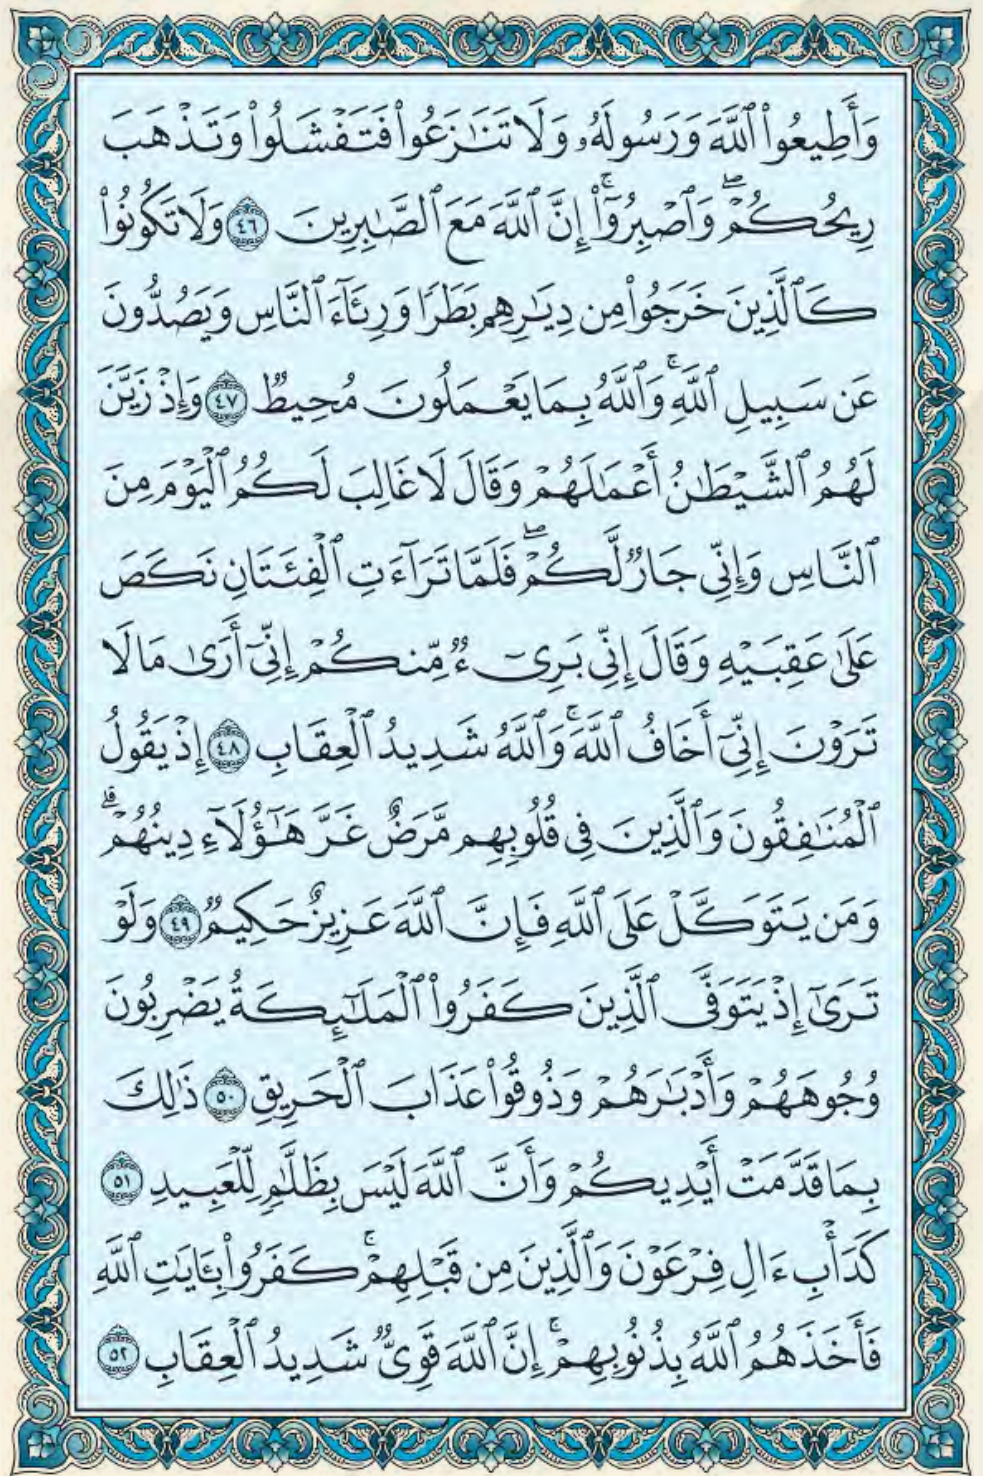 وَأَطِيعُوا۟ ٱللَّهَ وَرَسُولَهُۥ وَلَا تَنَـٰزَعُوا۟ فَتَفْشَلُوا۟ وَتَذْهَبَ
رِيحُكُمْ ۖ وَٱصْبِرُوٓا۟ ۚ إِنَّ ٱللَّهَ مَعَ ٱلصَّـٰبِرِينَ ٤٦ وَلَا تَكُونُوا۟
كَٱلَّذِينَ خَرَجُوا۟ مِن دِيَـٰرِهِم بَطَرًا وَرِئَآءَ ٱلنَّاسِ وَيَصُدُّونَ
عَن سَبِيلِ ٱللَّهِ ۚ وَٱللَّهُ بِمَا يَعْمَلُونَ مُحِيطٌ ٤٧ وَإِذْ زَيَّنَ
لَهُمُ ٱلشَّيْطَـٰنُ أَعْمَـٰلَهُمْ وَقَالَ لَا غَالِبَ لَكُمُ ٱلْيَوْمَ مِنَ
ٱلنَّاسِ وَإِنِّى جَارٌ لَّكُمْ ۖ فَلَمَّا تَرَآءَتِ ٱلْفِئَتَانِ نَكَصَ
عَلَىٰ عَقِبَيْهِ وَقَالَ إِنِّى بَرِىٓءٌ مِّنكُمْ إِنِّىٓ أَرَىٰ مَا لَا
تَرَوْنَ إِنِّىٓ أَخَافُ ٱللَّهَ ۚ وَٱللَّهُ شَدِيدُ ٱلْعِقَابِ ٤٨ إِذْ يَقُولُ
ٱلْمُنَـٰفِقُونَ وَٱلَّذِينَ فِى قُلُوبِهِم مَّرَضٌ غَرَّ هَـٰٓؤُلَآءِ دِينُهُمْ ۗ
وَمَن يَتَوَكَّلْ عَلَى ٱللَّهِ فَإِنَّ ٱللَّهَ عَزِيزٌ حَكِيمٌ ٤٩ وَلَوْ
تَرَىٰٓ إِذْ يَتَوَفَّى ٱلَّذِينَ كَفَرُوا۟ ٱلْمَلَـٰٓئِكَةُ يَضْرِبُونَ
وُجُوهَهُمْ وَأَدْبَـٰرَهُمْ وَذُوقُوا۟ عَذَابَ ٱلْحَرِيقِ ٥٠ ذَٰلِكَ
بِمَا قَدَّمَتْ أَيْدِيكُمْ وَأَنَّ ٱللَّهَ لَيْسَ بِظَلَّـٰمٍ لِّلْعَبِيدِ ٥١
كَدَأْبِ ءَالِ فِرْعَوْنَ وَٱلَّذِينَ مِن قَبْلِهِمْ ۚ كَفَرُوا۟ بِـَٔايَـٰتِ ٱللَّهِ
فَأَخَذَهُمُ ٱللَّهُ بِذُنُوبِهِمْ ۚ إِنَّ ٱللَّهَ قَوِىٌّ شَدِيدُ ٱلْعِقَابِ ٥٢